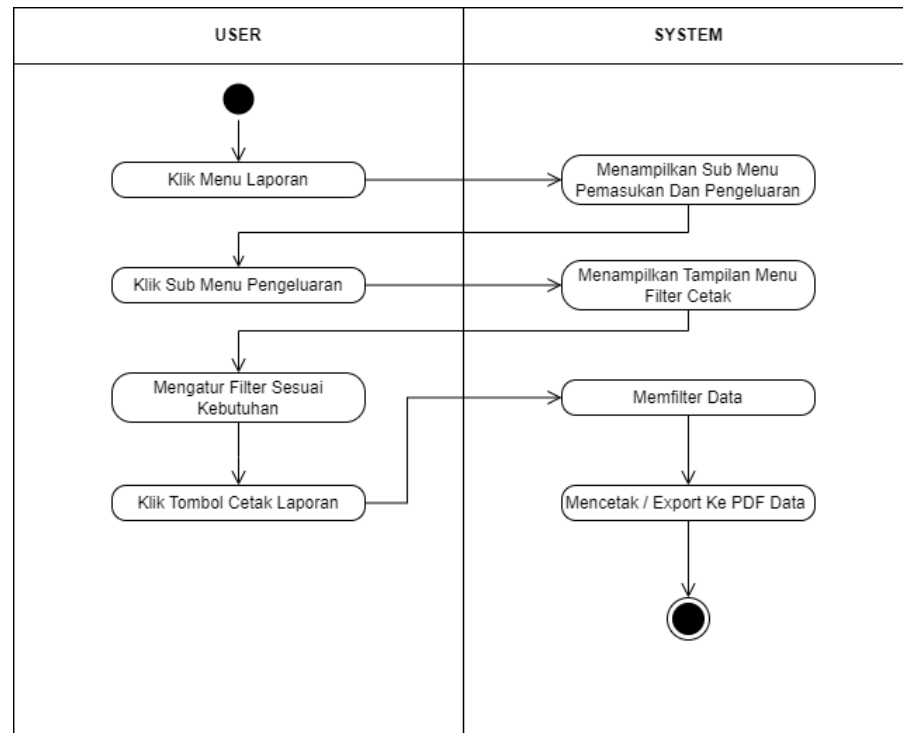 USER
SYSTEM
Klik Menu Laporan
Menampilkan Sub Menu
Pemasukan Dan Pengeluaran
Klik Sub Menu Pengeluaran
Menampilkan Tampilan Menu
Filter Cetak
Mengatur Filter Sesuai
Kebutuhan
Memfilter Data
Klik Tombol Cetak Laporan
Mencetak / Export Ke PDF Data